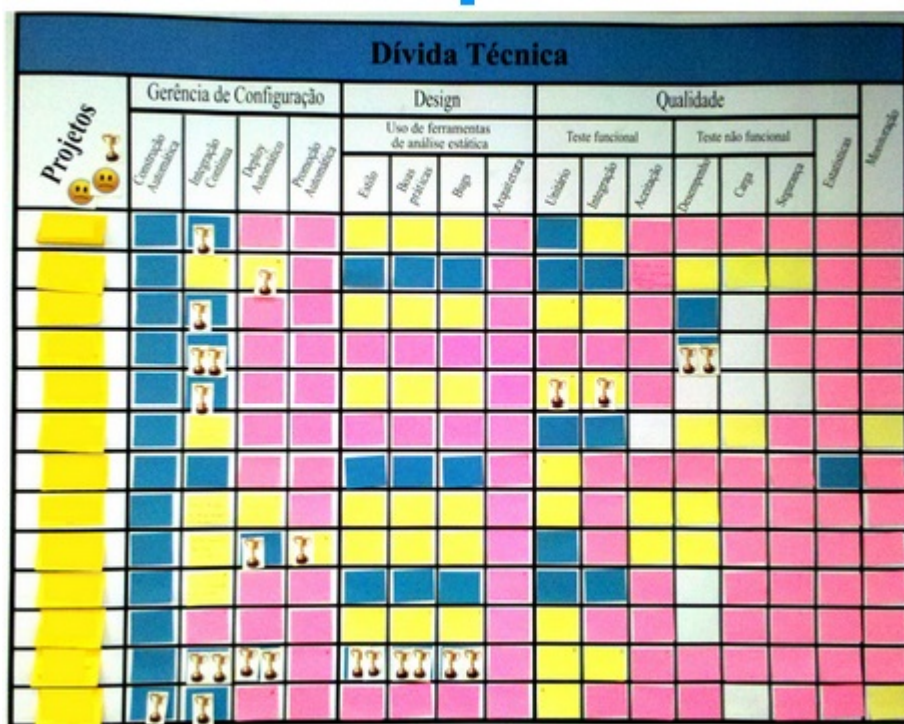 Dívida Técnica
Projetos
Gerência de Configuração
Design
Qualidade
Uso de ferramentas
de análise estática
Teste funcional
Teste não funcional
Construção
Automática
Integração
Contínua
Deploy
Automático
Promoção
Automática
Estilo
Boas
práticas
Bugs
Arquitetura
Unitário
Integração
Aceitação
Desempenho
Carga
Segurança
Estatísticas